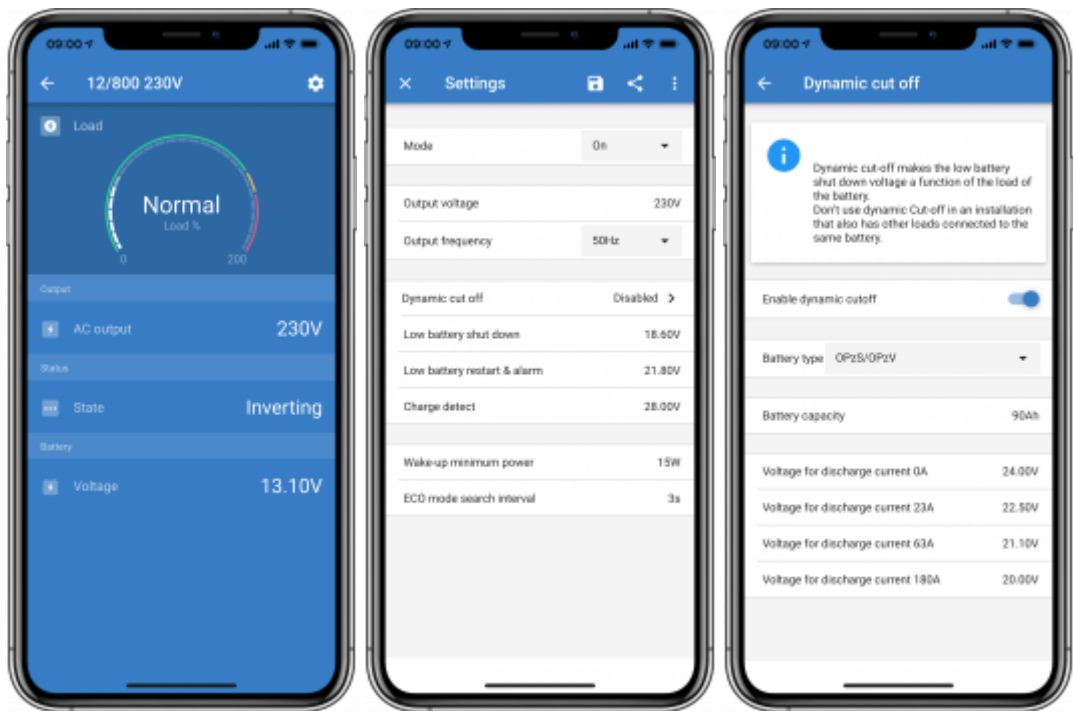 09:00
12/800 230V
Load
Normal
Load %
0
200
Output
AC output
230V
Status
State
Inverting
Battery
Voltage
13.10V
09:00
Settings
Mode
On
Output voltage
230V
Output frequency
50Hz
Dynamic cut off
Disabled
Low battery shut down
18.60V
Low battery restart & alarm
21.80V
Charge detect
28.00V
Wake-up minimum power
15W
ECO mode search interval
3s
09:00
Dynamic cut off
Dynamic cut-off makes the low battery
shut down voltage a function of the load of
the battery.
Don't use dynamic Cut-off in an installation
that also has other loads connected to the
same battery.
Enable dynamic cutoff
Battery type
OPzS/OPzV
Battery capacity
90Ah
Voltage for discharge current 0A
24.00V
Voltage for discharge current 23A
22.50V
Voltage for discharge current 63A
21.10V
Voltage for discharge current 180A
20.00V